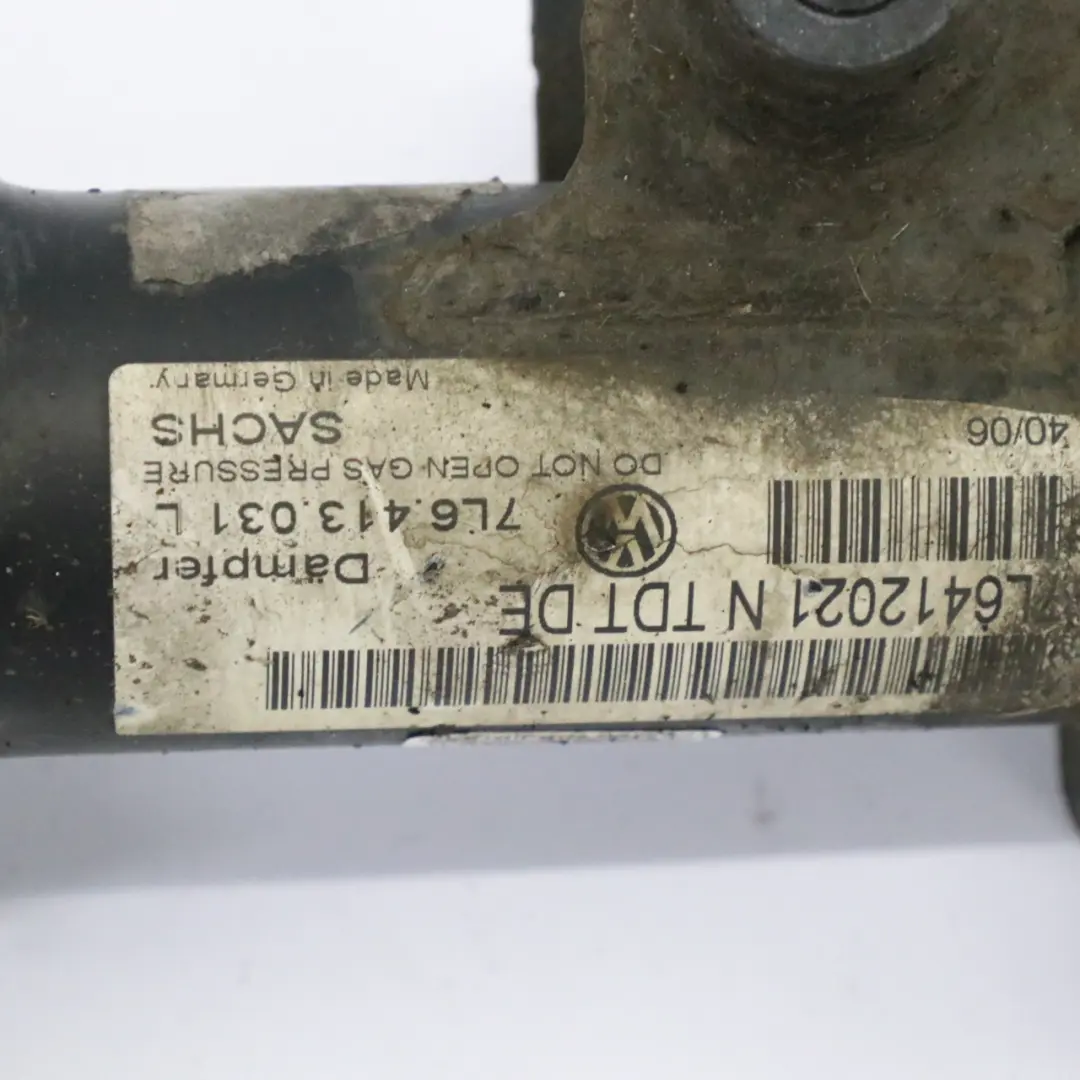 7L6412021 N TDT DE
40/06
Dämpfer
7L6.413.031 L
DO NOT OPEN GAS PRESSURE
SACHS
Made in Germany.